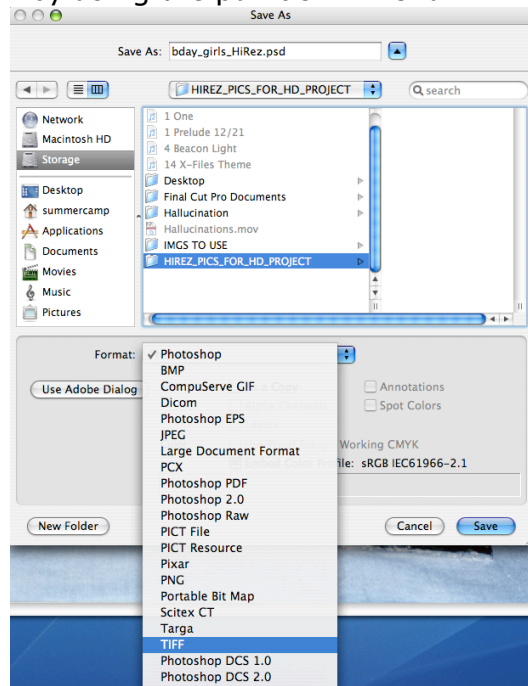 Save As
Save As: bday_girls_HiRez.psd
HIREZ_PICS_FOR_HD_PROJECT
search
Network
Macintosh HD
Storage
Desktop
summercamp
Applications
Documents
Movies
Music
Pictures
1 One
1 Prelude 12/21
4 Beacon Light
14 X-Files Theme
Desktop
Final Cut Pro Documents
Hallucination
Hallucinations.mov
IMGS TO USE
HIREZ_PICS_FOR_HD_PROJECT
Format:
✓ Photoshop
BMP
CompuServe GIF
Dicom
Photoshop EPS
JPEG
Large Document Format
PCX
Photoshop PDF
Photoshop 2.0
Photoshop Raw
PICT File
PICT Resource
Pixar
PNG
Portable Bit Map
Scitex CT
Targa
TIFF
Photoshop DCS 1.0
Photoshop DCS 2.0
Use Adobe Dialog
Annotations
Spot Colors
Working CMYK
file: sRGB IEC61966-2.1
New Folder
Cancel
Save